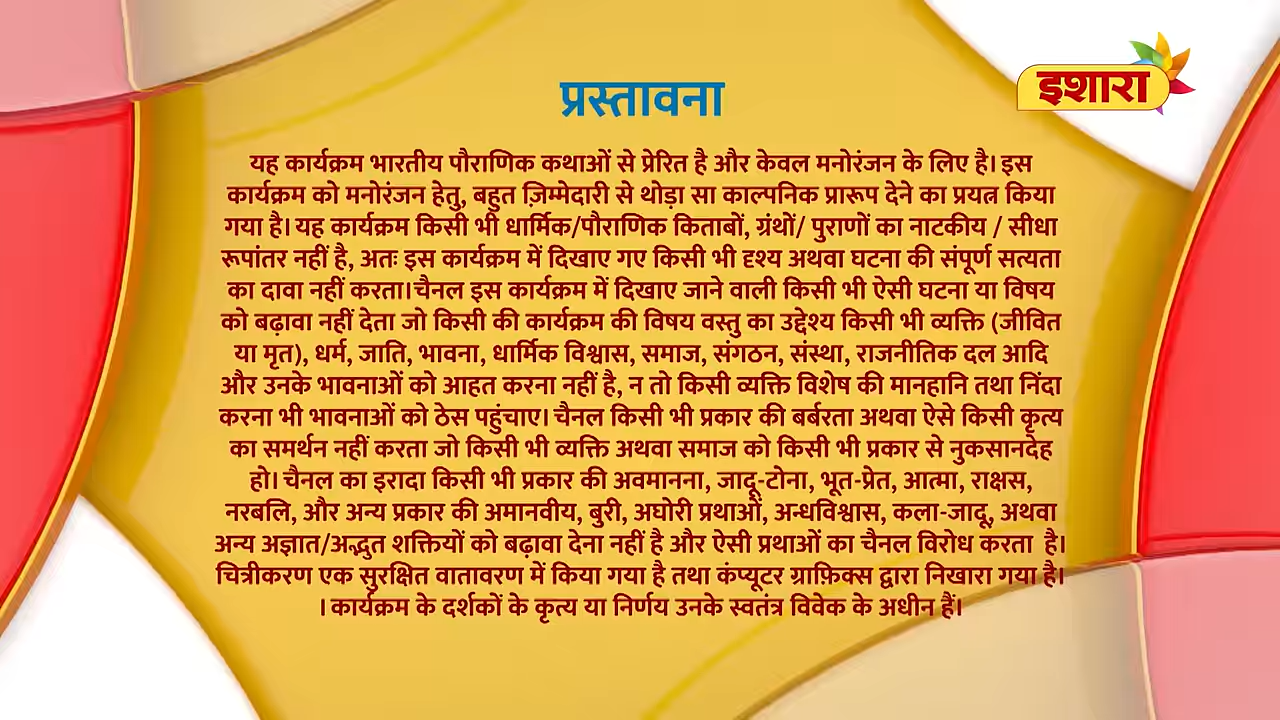 प्रस्तावना
इशारा
यह कार्यक्रम भारतीय पौराणिक कथाओं से प्रेरित है और केवल मनोरंजन के लिए है। इस
कार्यक्रम को मनोरंजन हेतु, बहुत ज़िम्मेदारी से थोड़ा सा काल्पनिक प्रारूप देने का प्रयत्न किया
गया है। यह कार्यक्रम किसी भी धार्मिक/पौराणिक किताबों, ग्रंथों/ पुराणों का नाटकीय / सीधा
रूपांतर नहीं है, अतः इस कार्यक्रम में दिखाए गए किसी भी दृश्य अथवा घटना की संपूर्ण सत्यता
का दावा नहीं करता।चैनल इस कार्यक्रम में दिखाए जाने वाली किसी भी ऐसी घटना या विषय
को बढ़ावा नहीं देता जो किसी की कार्यक्रम की विषय वस्तु का उद्देश्य किसी भी व्यक्ति (जीवित
या मृत), धर्म, जाति, भावना, धार्मिक विश्वास, समाज, संगठन, संस्था, राजनीतिक दल आदि
और उनके भावनाओं को आहत करना नहीं है, न तो किसी व्यक्ति विशेष की मानहानि तथा निंदा
करना भी भावनाओं को ठेस पहुंचाए। चैनल किसी भी प्रकार की बर्बरता अथवा ऐसे किसी कृत्य
का समर्थन नहीं करता जो किसी भी व्यक्ति अथवा समाज को किसी भी प्रकार से नुकसानदेह
हो। चैनल का इरादा किसी भी प्रकार की अवमानना, जादू-टोना, भूत-प्रेत, आत्मा, राक्षस,
नरबलि, और अन्य प्रकार की अमानवीय, बुरी, अघोरी प्रथाओं, अन्धविश्वास, कला-जादू, अथवा
अन्य अज्ञात/अद्भुत शक्तियों को बढ़ावा देना नहीं है और ऐसी प्रथाओं का चैनल विरोध करता है।
चित्रीकरण एक सुरक्षित वातावरण में किया गया है तथा कंप्यूटर ग्राफ़िक्स द्वारा निखारा गया है।
। कार्यक्रम के दर्शकों के कृत्य या निर्णय उनके स्वतंत्र विवेक के अधीन हैं।